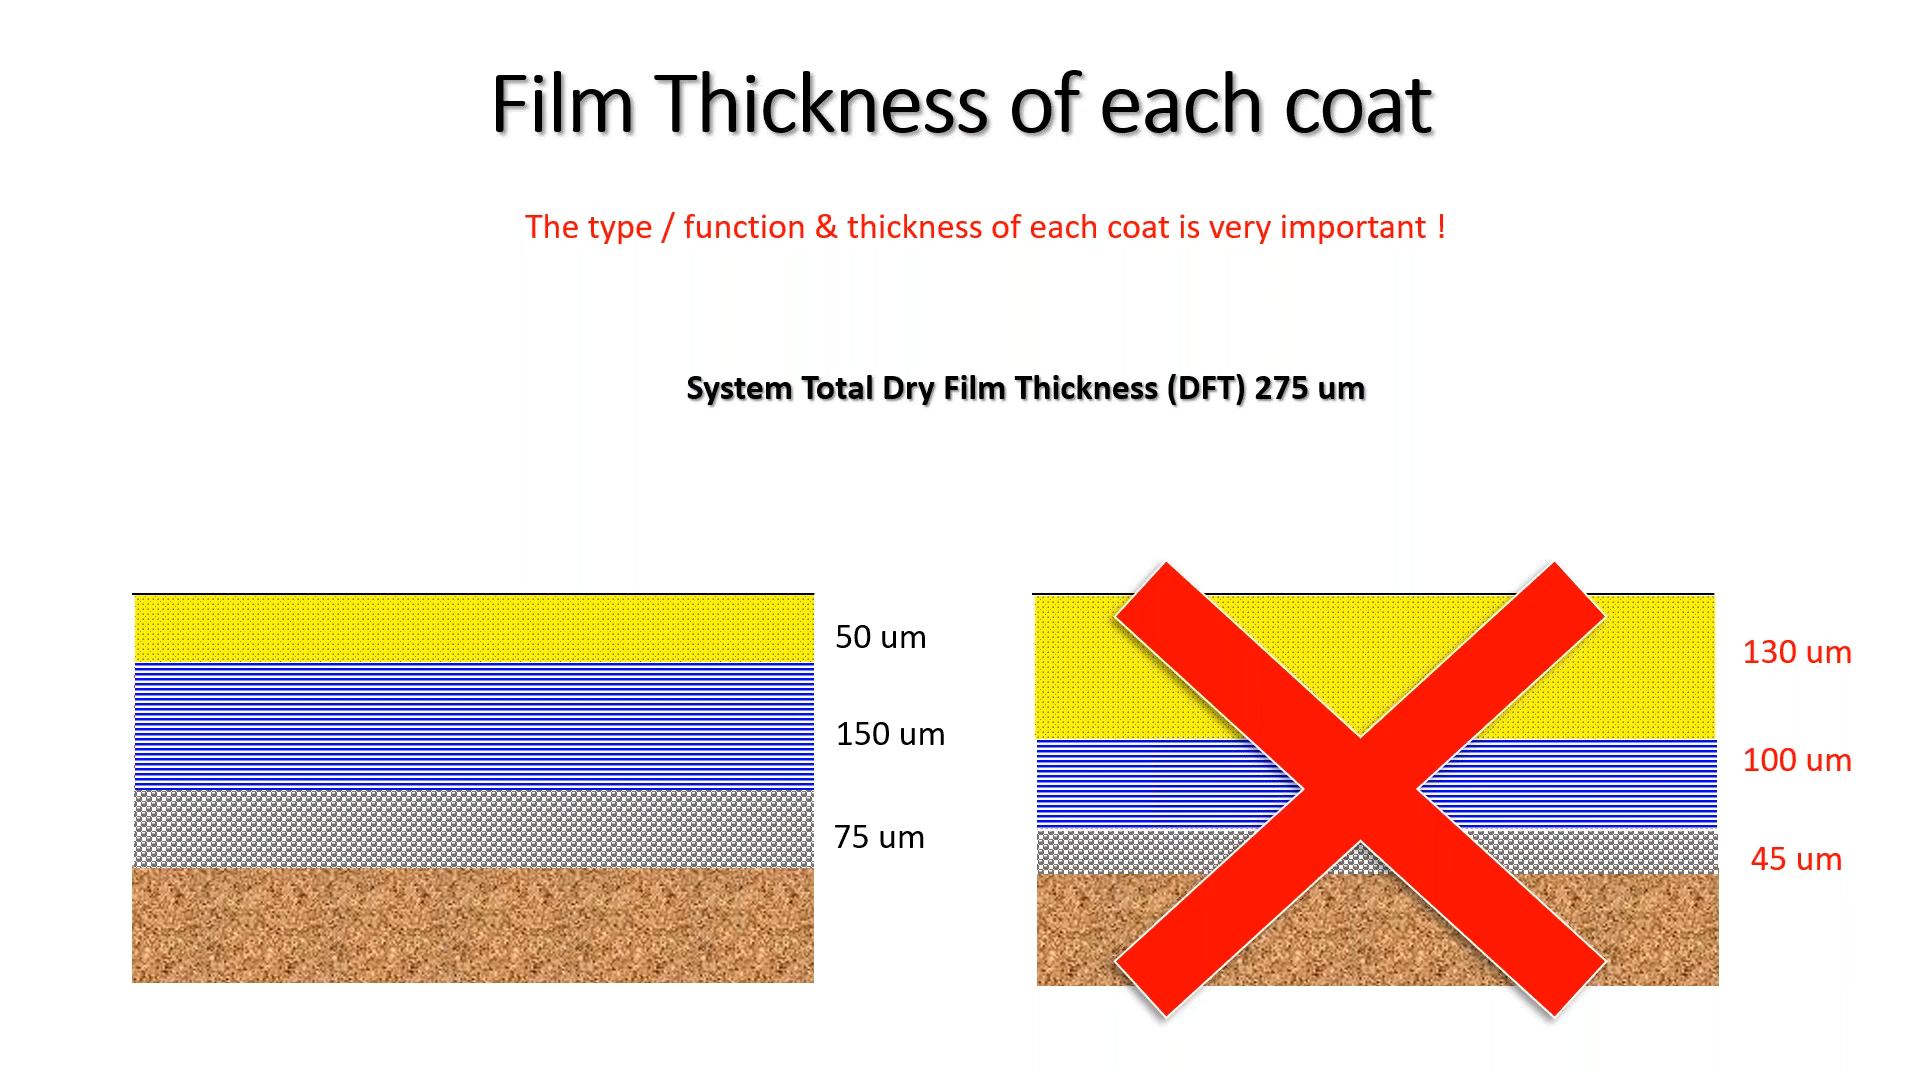 Film Thickness of each coat
The type / function & thickness of each coat is very important !
System Total Dry Film Thickness (DFT) 275 um
50 um
150 um
75 um
130 um
100 um
45 um